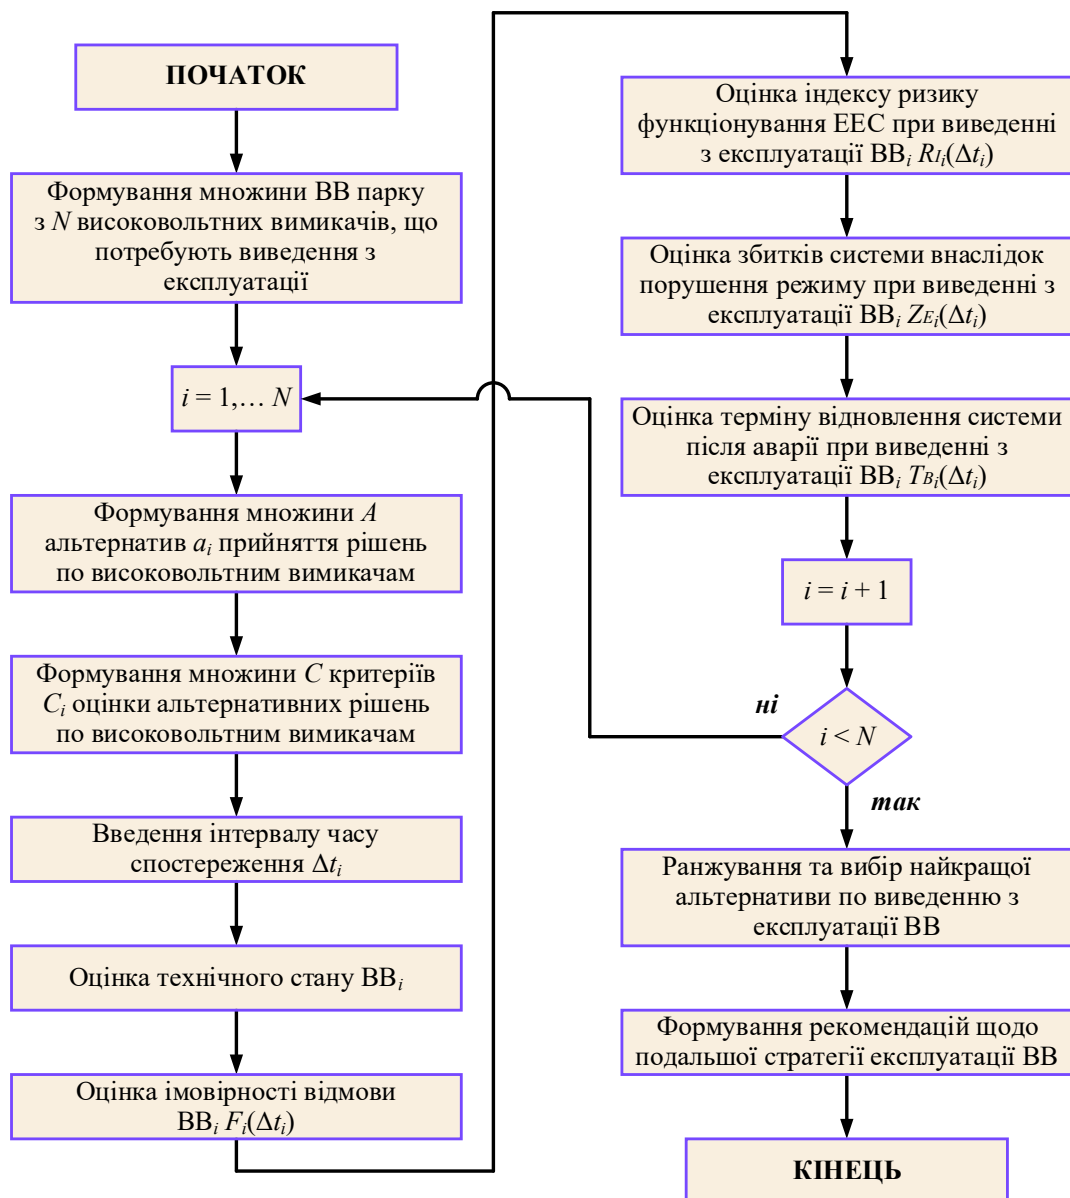 ПОЧАТОК
Формування множини ВВ парку
з N високовольтних вимикачів, що
потребують виведення з
експлуатації
i = 1,… N
Формування множини A
альтернатив aᵢ прийняття рішень
по високовольтним вимикачам
Формування множини C критеріїв
Cᵢ оцінки альтернативних рішень
по високовольтним вимикачам
Введення інтервалу часу
спостереження Δtᵢ
Оцінка технічного стану ВВᵢ
Оцінка імовірності відмови
ВВᵢ Fᵢ(Δtᵢ)
Оцінка індексу ризику
функціонування ЕЕС при виведенні
з експлуатації ВВᵢ RIᵢ(Δtᵢ)
Оцінка збитків системи внаслідок
порушення режиму при виведенні з
експлуатації ВВᵢ ZEᵢ(Δtᵢ)
Оцінка терміну відновлення системи
після аварії при виведенні з
експлуатації ВВᵢ TBᵢ(Δtᵢ)
i = i + 1
ні
i < N
так
Ранжування та вибір найкращої
альтернативи по виведенню з
експлуатації ВВ
Формування рекомендацій щодо
подальшої стратегії експлуатації ВВ
КІНЕЦЬ